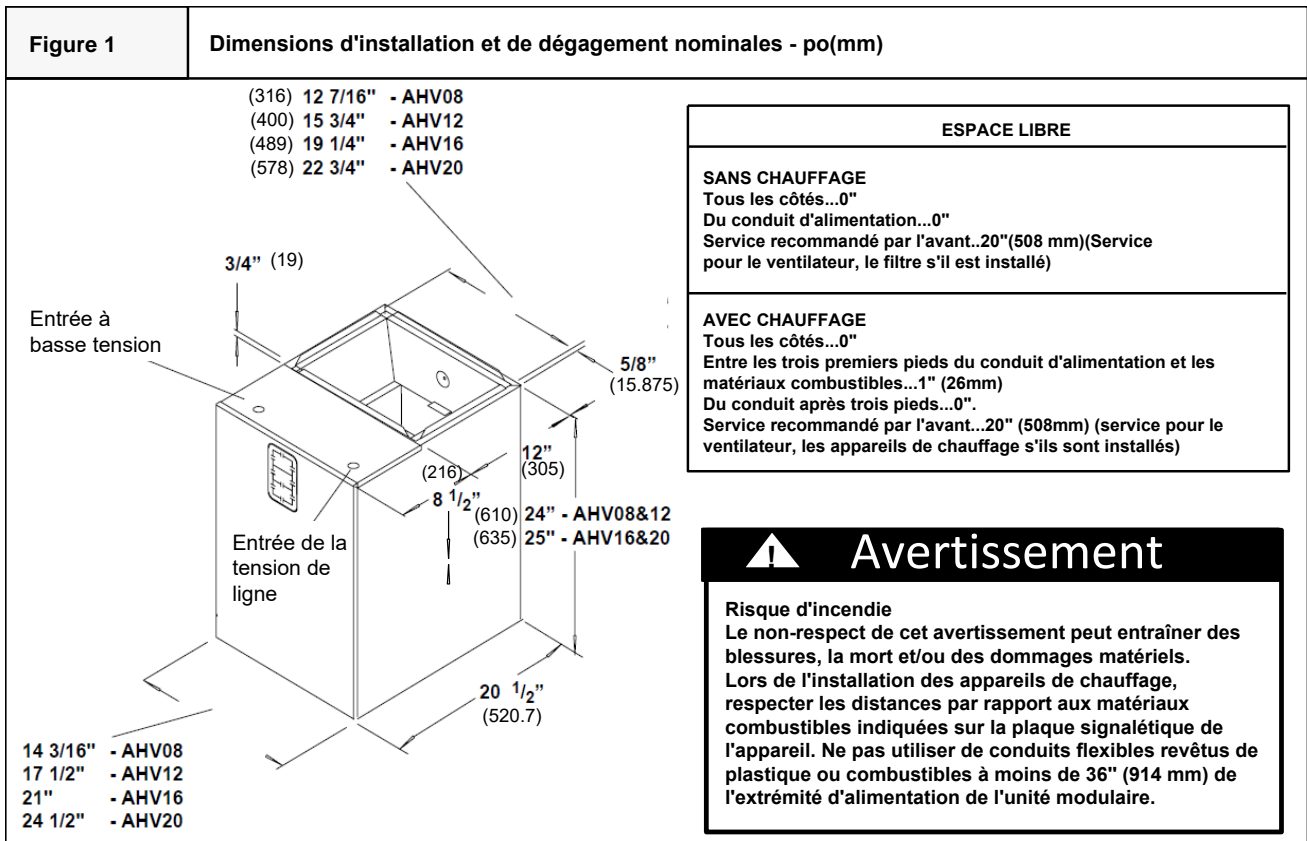 Figure 1
Dimensions d'installation et de dégagement nominales - po(mm)
(316) 12 7/16" - AHV08
(400) 15 3/4" - AHV12
(489) 19 1/4" - AHV16
(578) 22 3/4" - AHV20
3/4” (19)
Entrée à
basse tension
5/8”
(15.875)
12”
(305)
(216)
8 1/2”
(610) 24” - AHV08&12
(635) 25" - AHV16&20
Entrée de la
tension de
ligne
20 1/2”
(520.7)
14 3/16" - AHV08
17 1/2" - AHV12
21" - AHV16
24 1/2" - AHV20
ESPACE LIBRE
SANS CHAUFFAGE
Tous les côtés...0"
Du conduit d'alimentation...0"
Service recommandé par l'avant..20"(508 mm)(Service
pour le ventilateur, le filtre s'il est installé)
AVEC CHAUFFAGE
Tous les côtés...0"
Entre les trois premiers pieds du conduit d'alimentation et les
matériaux combustibles...1" (26mm)
Du conduit après trois pieds...0".
Service recommandé par l'avant...20" (508mm) (service pour le
ventilateur, les appareils de chauffage s'ils sont installés)
Avertissement
Risque d'incendie
Le non-respect de cet avertissement peut entraîner des
blessures, la mort et/ou des dommages matériels.
Lors de l'installation des appareils de chauffage,
respecter les distances par rapport aux matériaux
combustibles indiquées sur la plaque signalétique de
l'appareil. Ne pas utiliser de conduits flexibles revêtus de
plastique ou combustibles à moins de 36" (914 mm) de
l'extrémité d'alimentation de l'unité modulaire.